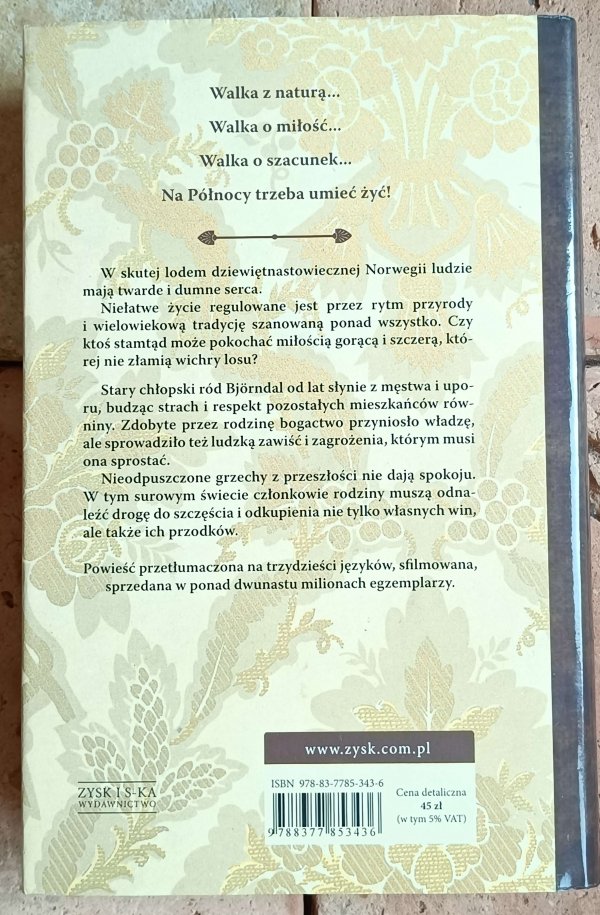 Walka z naturą...
Walka o miłość...
Walka o szacunek...
Na Północy trzeba umieć żyć!
W skutej lodem dziewiętnastowiecznej Norwegii ludzie
mają twarde i dumne serca.
Niełatwe życie regulowane jest przez rytm przyrody
i wielowiekową tradycję szanowaną ponad wszystko. Czy
ktoś stamtąd może pokochać miłością gorącą i szczerą, któ-
rej nie złamią wichry losu?
Stary chłopski ród Björndal od lat słynie z męstwa i upo-
ru, budząc strach i respekt pozostałych mieszkańców rów-
niny. Zdobyte przez rodzinę bogactwo przyniosło władzę,
ale sprowadziło też ludzką zawiść i zagrożenia, którym musi
ona sprostać.
Nieodpuszczone grzechy z przeszłości nie dają spokoju.
W tym surowym świecie członkowie rodziny muszą odna-
leźć drogę do szczęścia i odkupienia nie tylko własnych win,
ale także ich przodków.
Powieść przetłumaczona na trzydzieści języków, sfilmowana,
sprzedana w ponad dwunastu milionach egzemplarzy.
www.zysk.com.pl
ZYSK I S-KA
WYDAWNICTWO
ISBN 978-83-7785-343-6
9 788377 853436
Cena detaliczna
45 zł
(w tym 5% VAT)